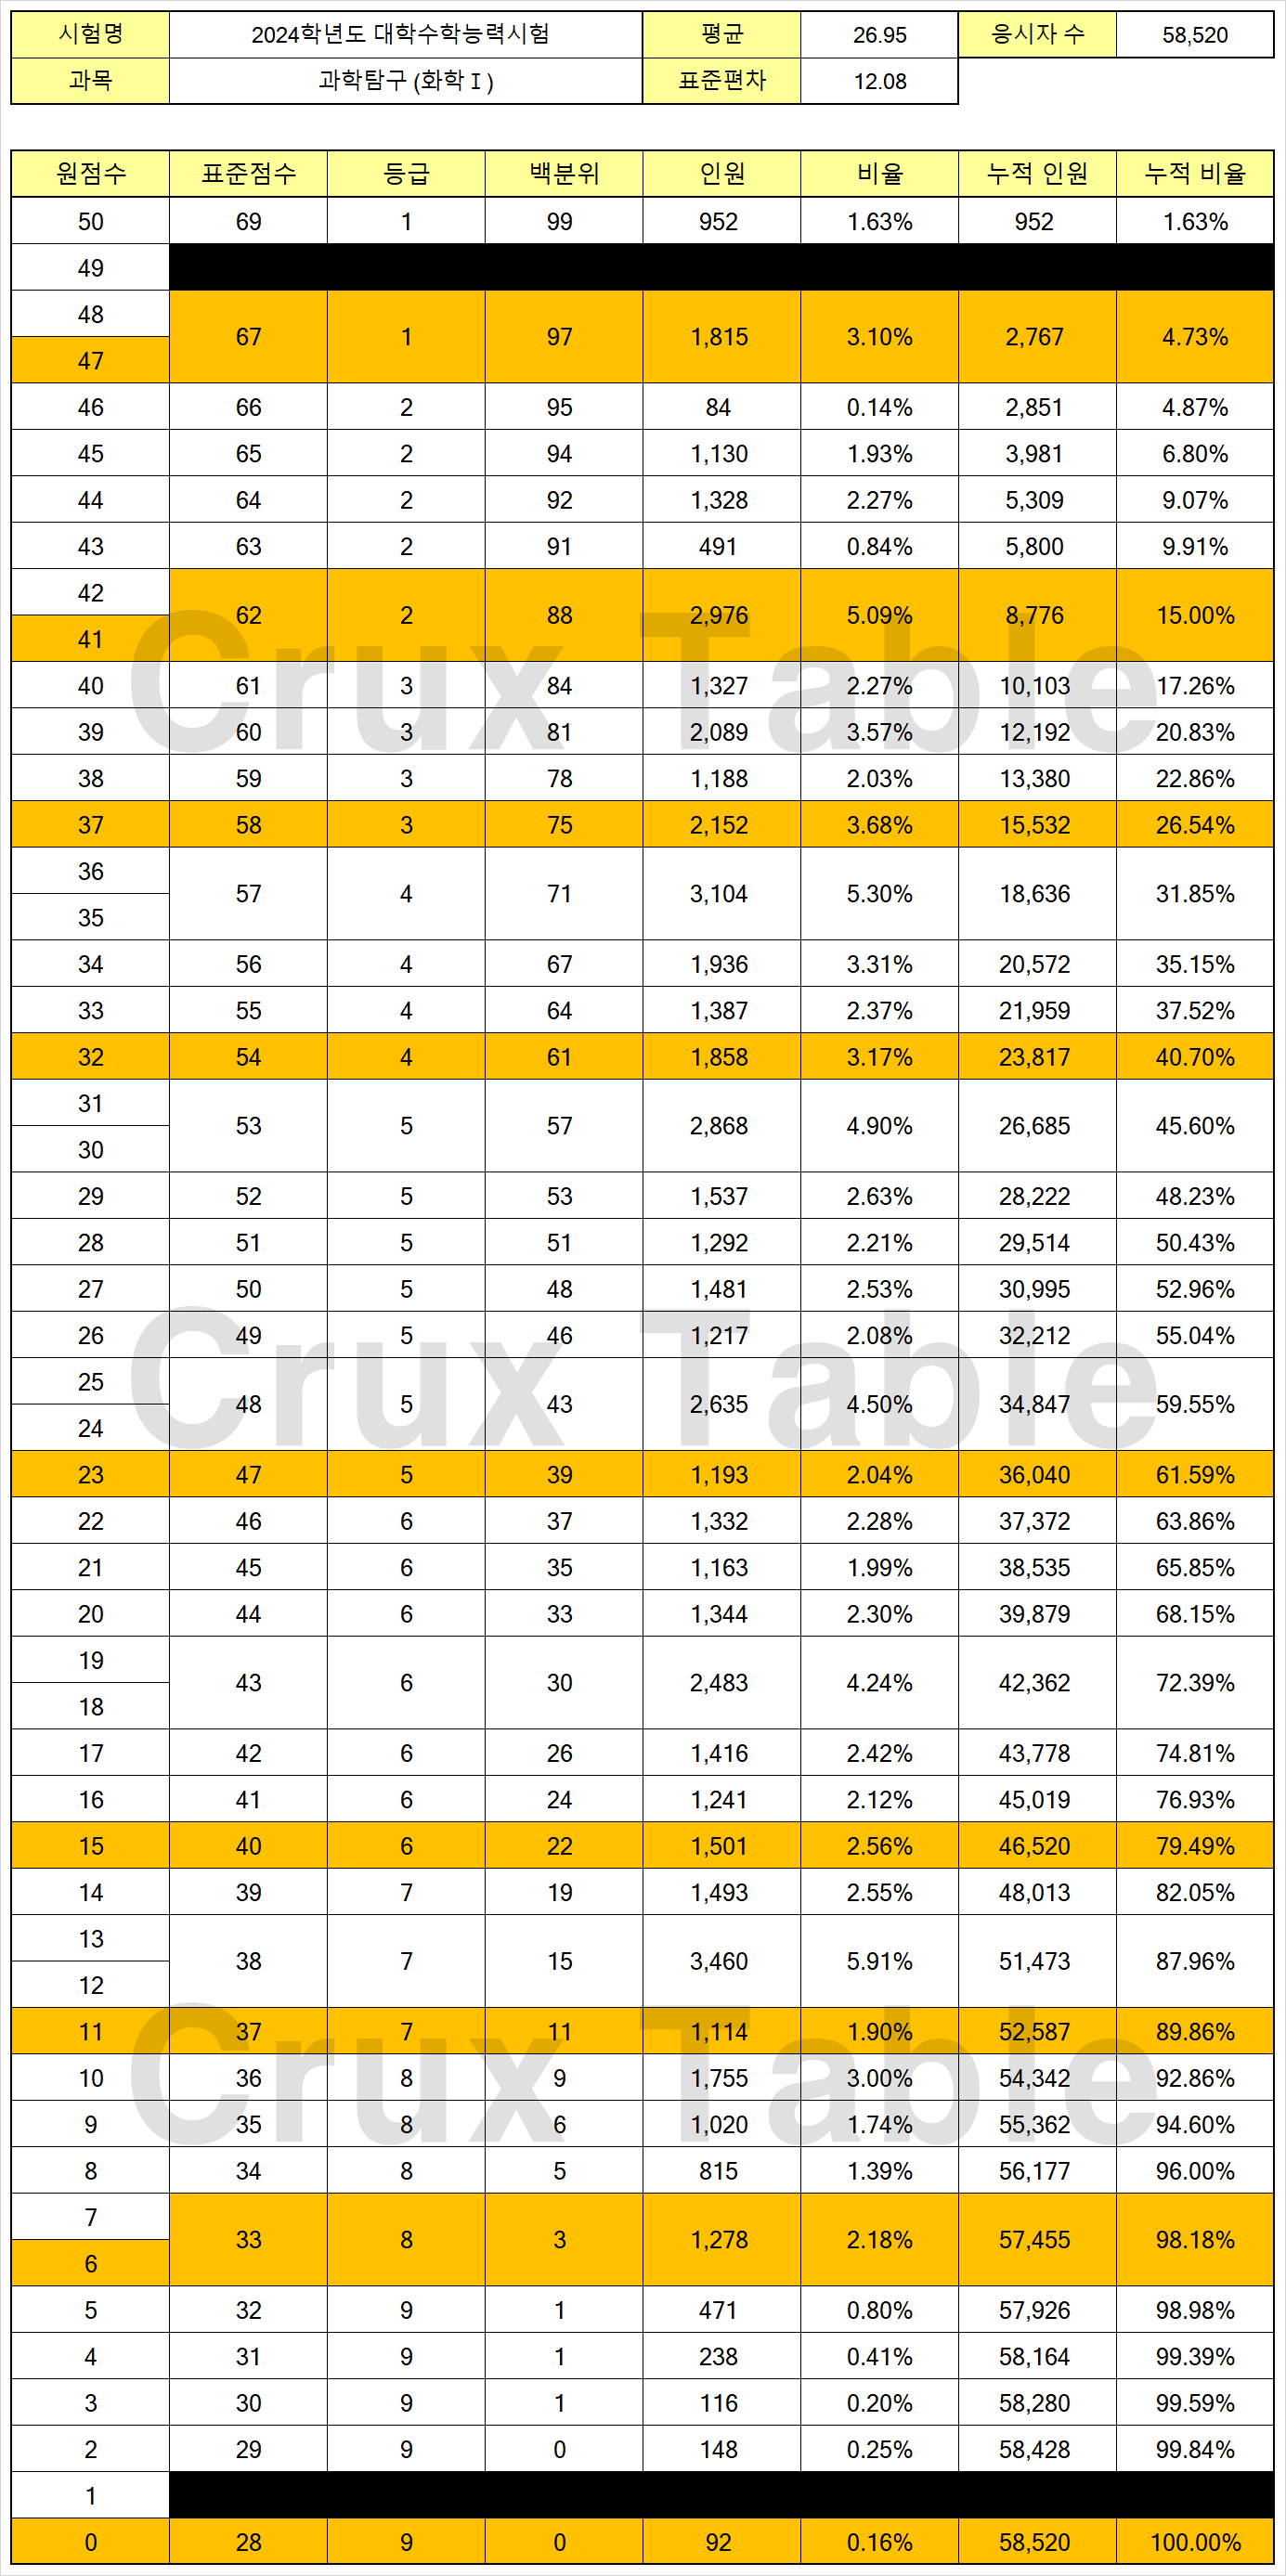 시험명 2024학년도 대학수학능력시험 평균 26.95 응시자 수 58,520
과목 과학탐구 (화학 I) 표준편차 12.08
원점수 표준점수 등급 백분위 인원 비율 누적 인원 누적 비율
50 69 1 99 952 1.63% 952 1.63%
49
48
67 1 97 1,815 3.10% 2,767 4.73%
47
46 66 2 95 84 0.14% 2,851 4.87%
45 65 2 94 1,130 1.93% 3,981 6.80%
44 64 2 92 1,328 2.27% 5,309 9.07%
43 63 2 91 491 0.84% 5,800 9.91%
42
62 2 88 2,976 5.09% 8,776 15.00%
41
Crux Table
40 61 3 84 1,327 2.27% 10,103 17.26%
39 60 3 81 2,089 3.57% 12,192 20.83%
38 59 3 78 1,188 2.03% 13,380 22.86%
37 58 3 75 2,152 3.68% 15,532 26.54%
36
57 4 71 3,104 5.30% 18,636 31.85%
35
34 56 4 67 1,936 3.31% 20,572 35.15%
33 55 4 64 1,387 2.37% 21,959 37.52%
32 54 4 61 1,858 3.17% 23,817 40.70%
31
53 5 57 2,868 4.90% 26,685 45.60%
30
29 52 5 53 1,537 2.63% 28,222 48.23%
28 51 5 51 1,292 2.21% 29,514 50.43%
27 50 5 48 1,481 2.53% 30,995 52.96%
26 49 5 46 1,217 2.08% 32,212 55.04%
Crux Table
25
48 5 43 2,635 4.50% 34,847 59.55%
24
23 47 5 39 1,193 2.04% 36,040 61.59%
22 46 6 37 1,332 2.28% 37,372 63.86%
21 45 6 35 1,163 1.99% 38,535 65.85%
20 44 6 33 1,344 2.30% 39,879 68.15%
19
43 6 30 2,483 4.24% 42,362 72.39%
18
17 42 6 26 1,416 2.42% 43,778 74.81%
16 41 6 24 1,241 2.12% 45,019 76.93%
15 40 6 22 1,501 2.56% 46,520 79.49%
14 39 7 19 1,493 2.55% 48,013 82.05%
13
38 7 15 3,460 5.91% 51,473 87.96%
12
11 37 7 11 1,114 1.90% 52,587 89.86%
Crux Table
10 36 8 9 1,755 3.00% 54,342 92.86%
9 35 8 6 1,020 1.74% 55,362 94.60%
8 34 8 5 815 1.39% 56,177 96.00%
7
33 8 3 1,278 2.18% 57,455 98.18%
6
5 32 9 1 471 0.80% 57,926 98.98%
4 31 9 1 238 0.41% 58,164 99.39%
3 30 9 1 116 0.20% 58,280 99.59%
2 29 9 0 148 0.25% 58,428 99.84%
1
0 28 9 0 92 0.16% 58,520 100.00%